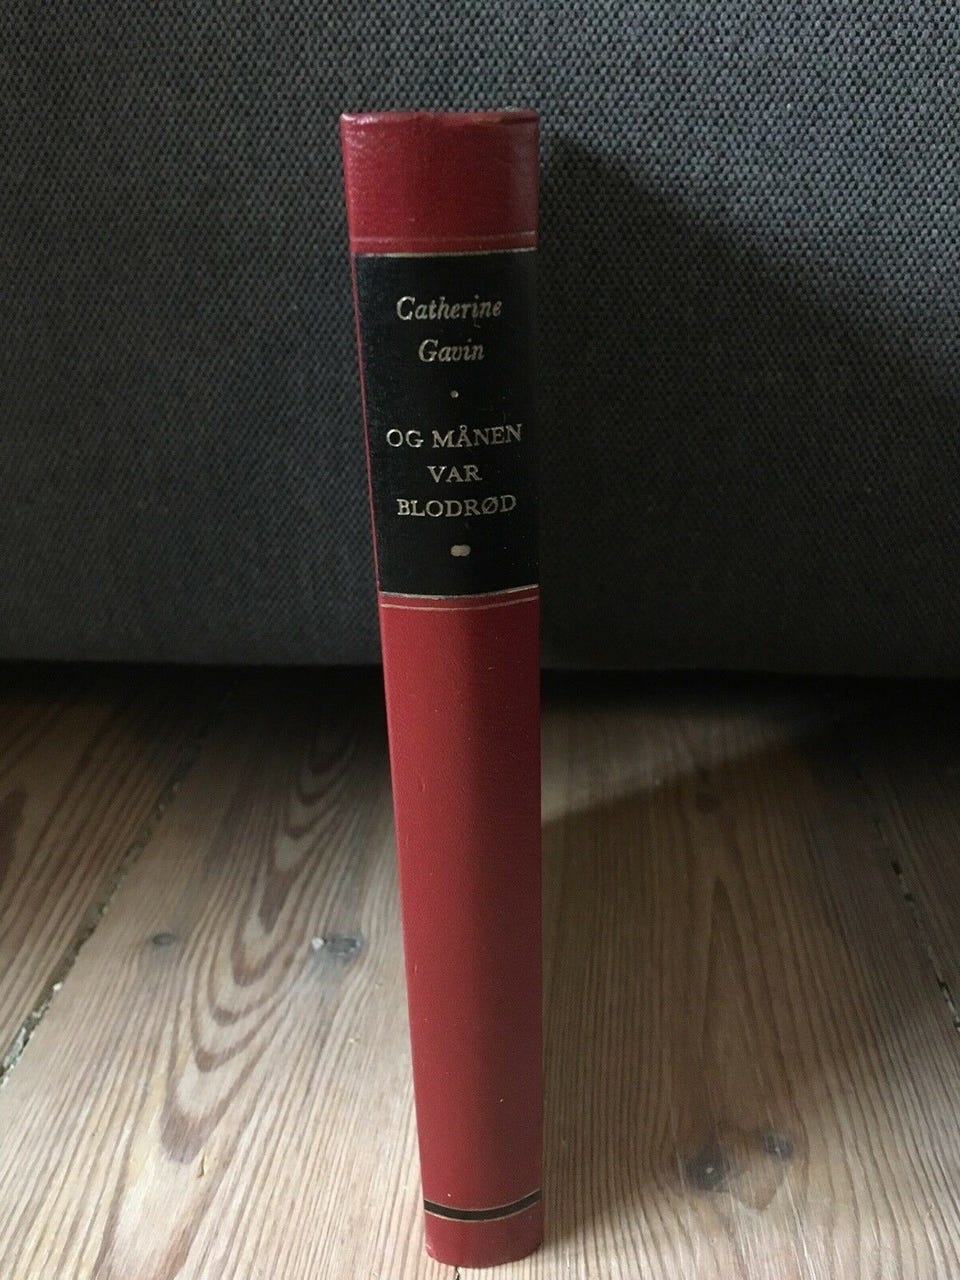 Catherine
Gavin
OG MÅNEN
VAR
BLODRØD